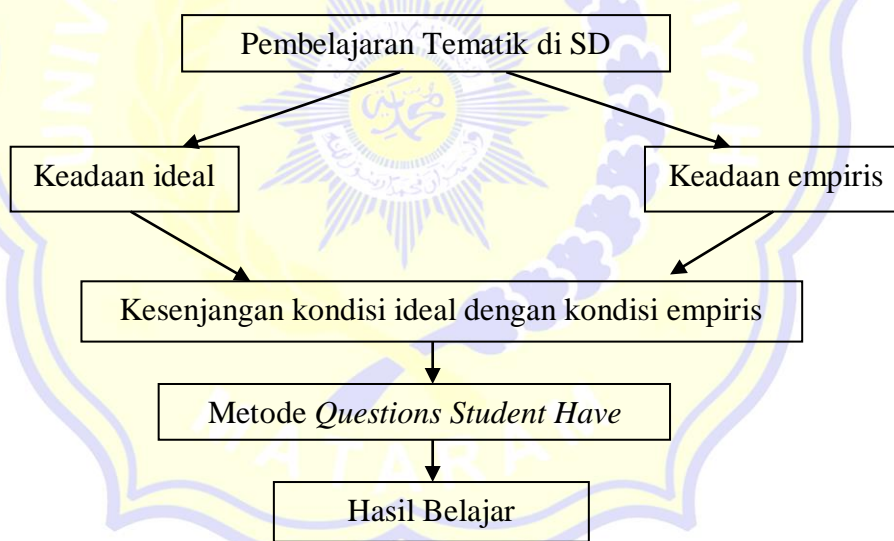 Pembelajaran Tematik di SD
Keadaan ideal
Keadaan empiris
Kesenjangan kondisi ideal dengan kondisi empiris
Metode Questions Student Have
Hasil Belajar
MATARAM